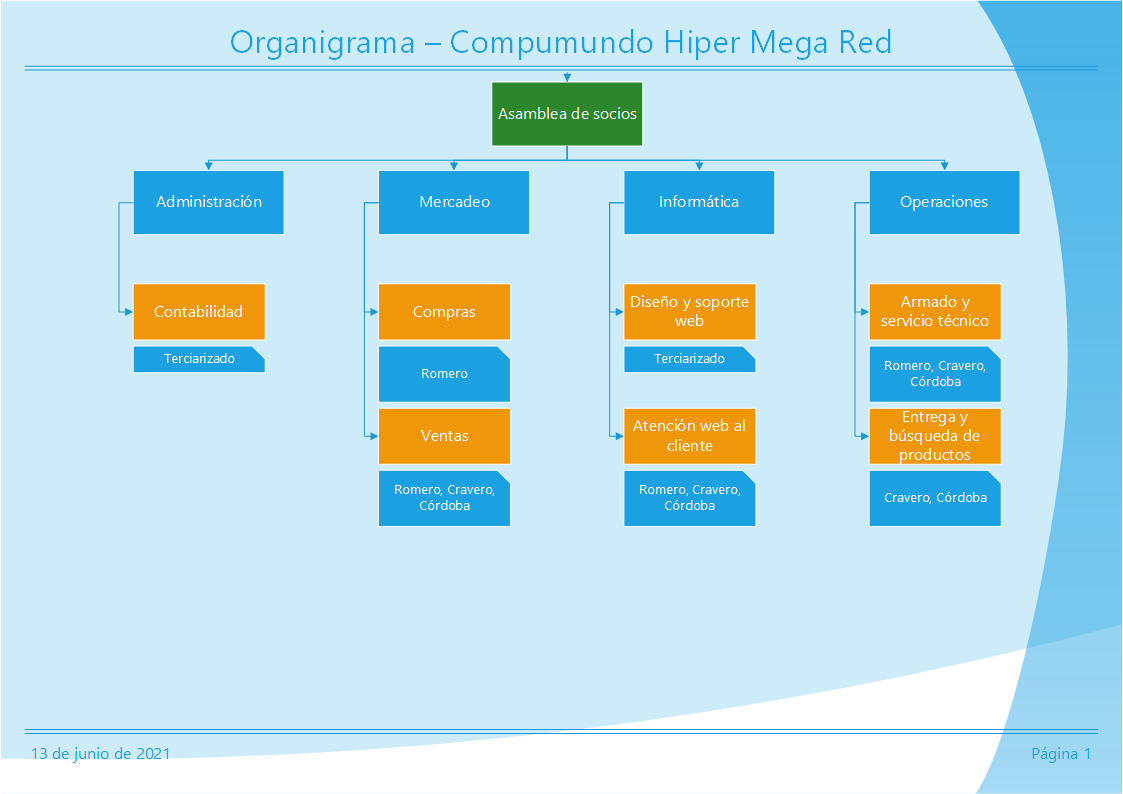 Organigrama – Compumundo Hiper Mega Red
Asamblea de socios
Administración
Mercadeo
Informática
Operaciones
Contabilidad
Terciarizado
Compras
Romero
Ventas
Romero, Cravero,
Córdoba
Diseño y soporte
web
Terciarizado
Atención web al
cliente
Romero, Cravero,
Córdoba
Armado y
servicio técnico
Romero, Cravero,
Córdoba
Entrega y
búsqueda de
productos
Cravero, Córdoba
13 de junio de 2021
Página 1